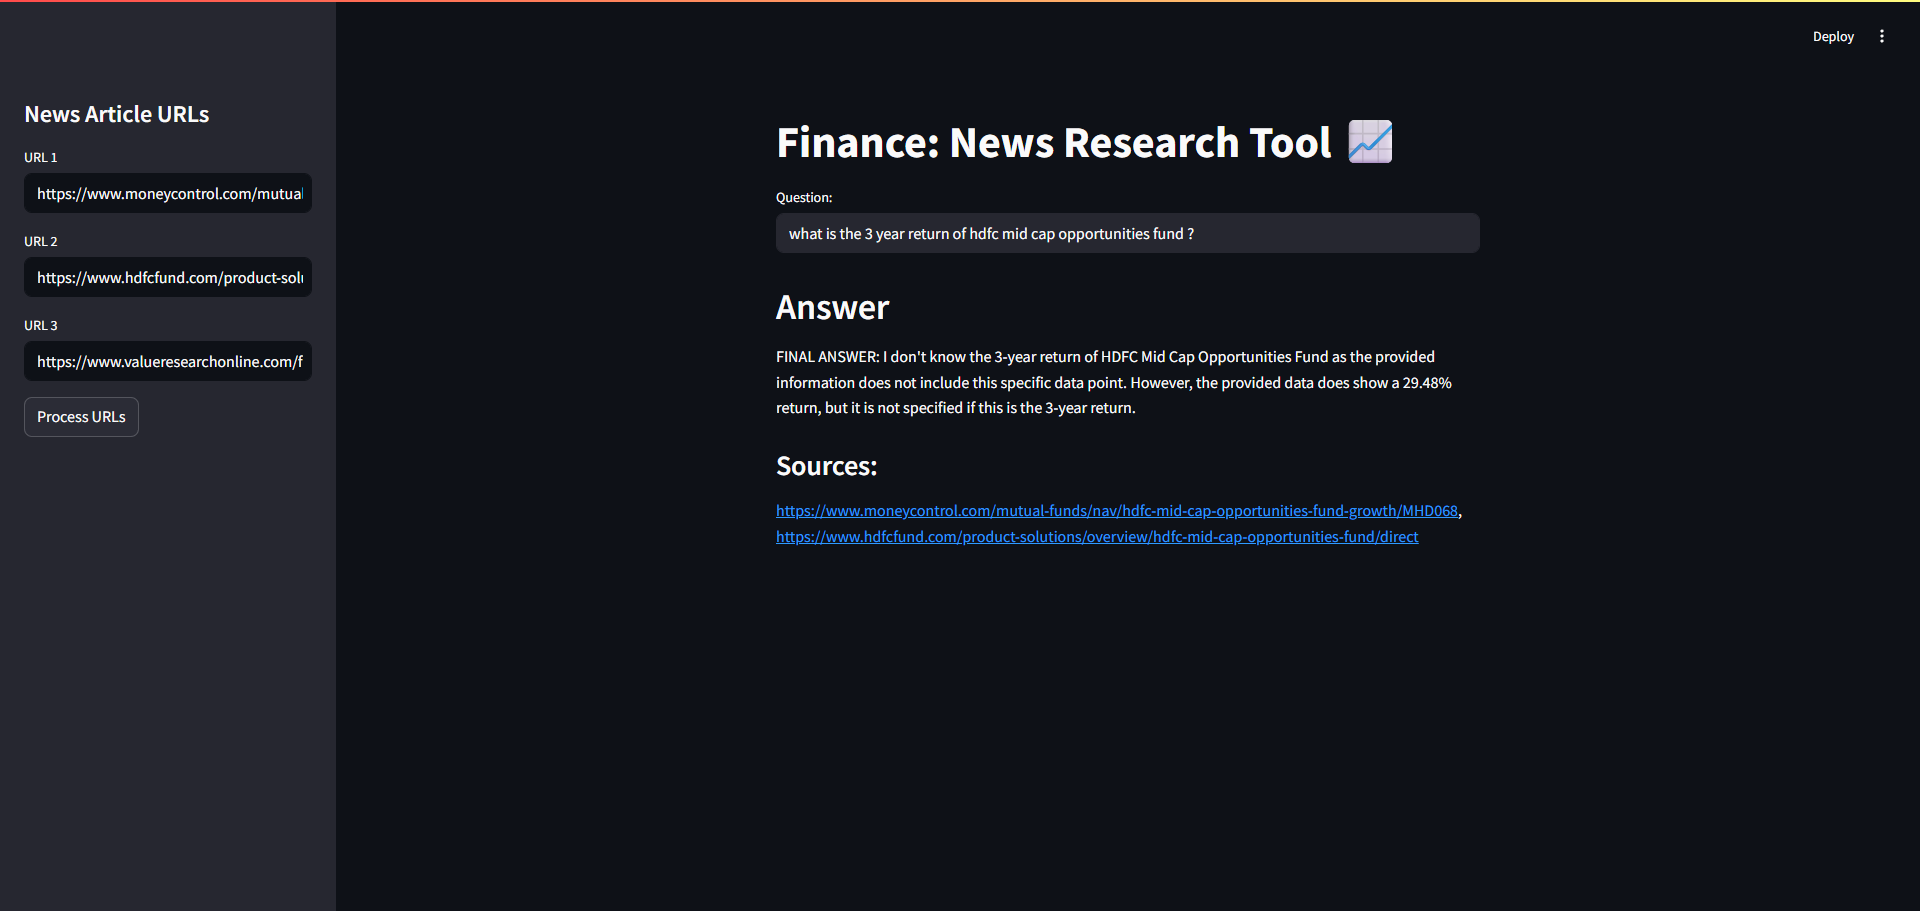 Deploy
News Article URLs
URL 1
https://www.moneycontrol.com/mutua
URL 2
https://www.hdfcfund.com/product-solu
URL 3
https://www.valueresearchonline.com/f
Process URLs
Finance: News Research Tool
Question:
what is the 3 year return of hdfc mid cap opportunities fund ?
Answer
FINAL ANSWER: I don't know the 3-year return of HDFC Mid Cap Opportunities Fund as the provided
information does not include this specific data point. However, the provided data does show a 29.48%
return, but it is not specified if this is the 3-year return.
Sources:
https://www.moneycontrol.com/mutual-funds/nav/hdfc-mid-cap-opportunities-fund-growth/MHD068,
https://www.hdfcfund.com/product-solutions/overview/hdfc-mid-cap-opportunities-fund/direct